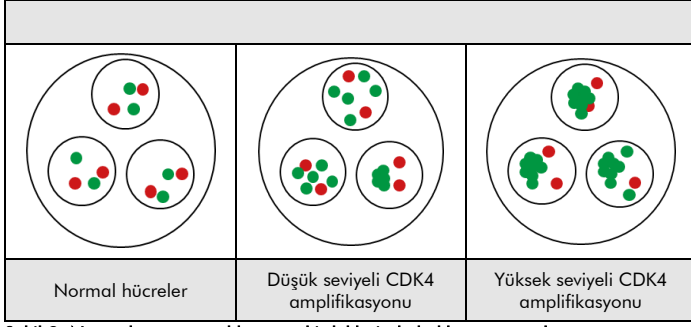 Normal hücreler
Düşük seviyeli CDK4
amplifikasyonu
Yüksek seviyeli CDK4
amplifikasyonu